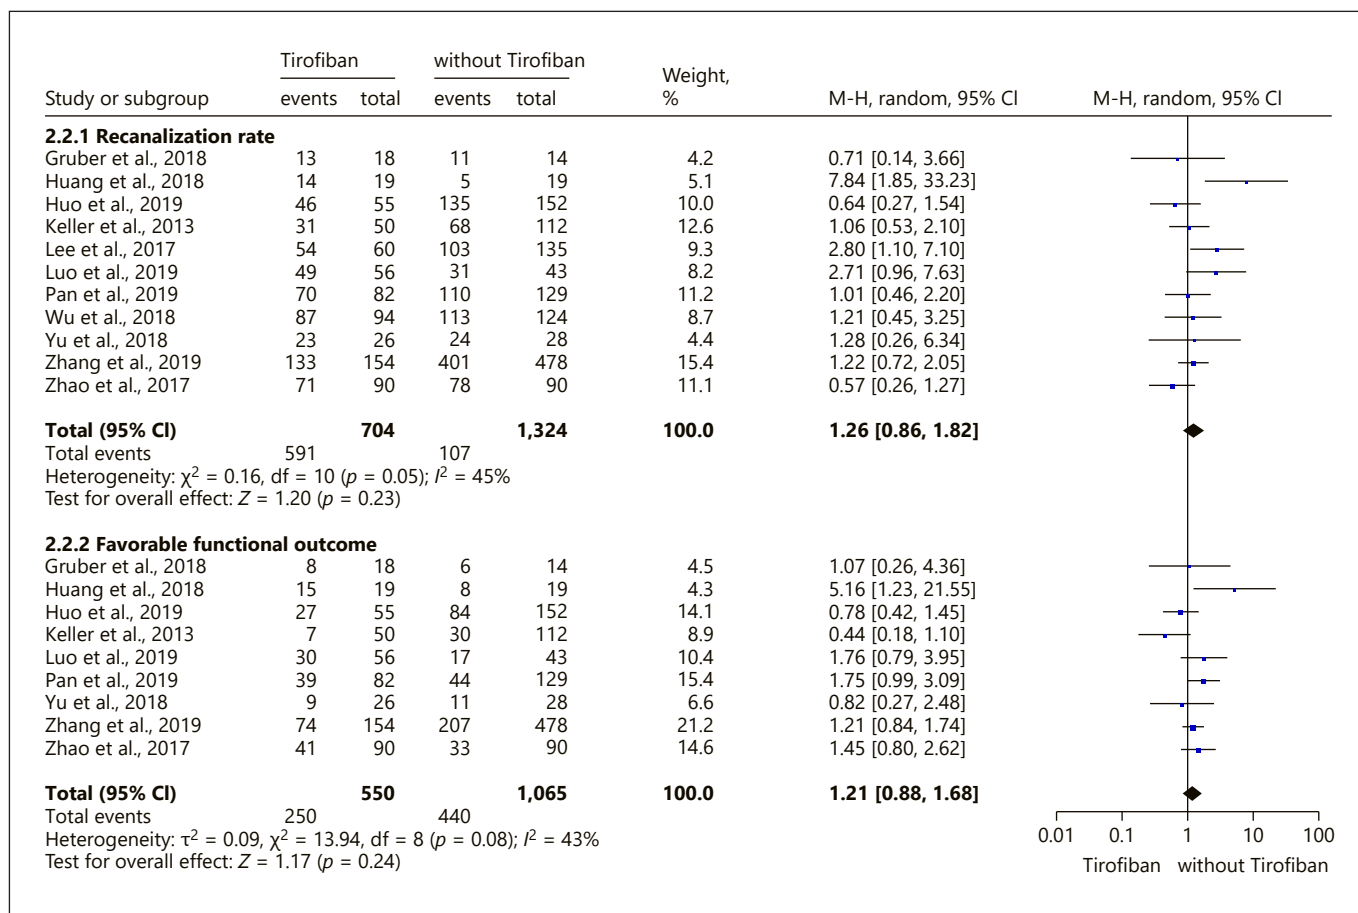 Tirofiban without Tirofiban Weight, %
Study or subgroup events total events total M-H, random, 95% CI M-H, random, 95% CI
2.2.1 Recanalization rate
Gruber et al., 2018 13 18 11 14 4.2 0.71 [0.14, 3.66]
Huang et al., 2018 14 19 5 19 5.1 7.84 [1.85, 33.23]
Huo et al., 2019 46 55 135 152 10.0 0.64 [0.27, 1.54]
Keller et al., 2013 31 50 68 112 12.6 1.06 [0.53, 2.10]
Lee et al., 2017 54 60 103 135 9.3 2.80 [1.10, 7.10]
Luo et al., 2019 49 56 31 43 8.2 2.71 [0.96, 7.63]
Pan et al., 2019 70 82 110 129 11.2 1.01 [0.46, 2.20]
Wu et al., 2018 87 94 113 124 8.7 1.21 [0.45, 3.25]
Yu et al., 2018 23 26 24 28 4.4 1.28 [0.26, 6.34]
Zhang et al., 2019 133 154 401 478 15.4 1.22 [0.72, 2.05]
Zhao et al., 2017 71 90 78 90 11.1 0.57 [0.26, 1.27]
Total (95% CI) 704 1,324 100.0 1.26 [0.86, 1.82]
Total events 591 107
Heterogeneity: χ² = 0.16, df = 10 (p = 0.05); I² = 45%
Test for overall effect: Z = 1.20 (p = 0.23)
2.2.2 Favorable functional outcome
Gruber et al., 2018 8 18 6 14 4.5 1.07 [0.26, 4.36]
Huang et al., 2018 15 19 8 19 4.3 5.16 [1.23, 21.55]
Huo et al., 2019 27 55 84 152 14.1 0.78 [0.42, 1.45]
Keller et al., 2013 7 50 30 112 8.9 0.44 [0.18, 1.10]
Luo et al., 2019 30 56 17 43 10.4 1.76 [0.79, 3.95]
Pan et al., 2019 39 82 44 129 15.4 1.75 [0.99, 3.09]
Yu et al., 2018 9 26 11 28 6.6 0.82 [0.27, 2.48]
Zhang et al., 2019 74 154 207 478 21.2 1.21 [0.84, 1.74]
Zhao et al., 2017 41 90 33 90 14.6 1.45 [0.80, 2.62]
Total (95% CI) 550 1,065 100.0 1.21 [0.88, 1.68]
Total events 250 440
Heterogeneity: τ² = 0.09, χ² = 13.94, df = 8 (p = 0.08); I² = 43%
Test for overall effect: Z = 1.17 (p = 0.24)
0.01 0.1 1 10 100
Tirofiban without Tirofiban